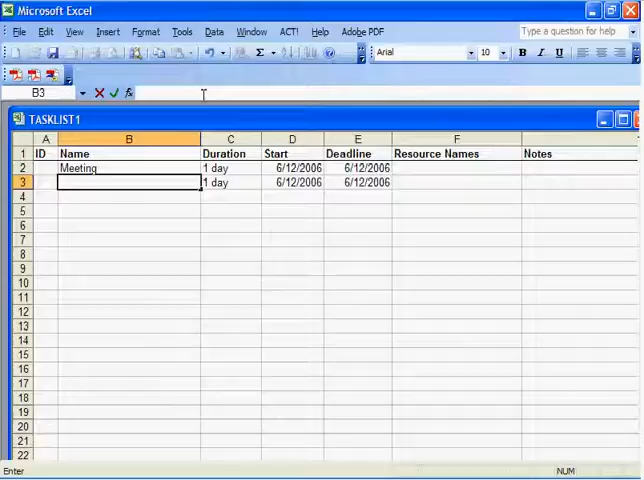 Microsoft Excel
File Edit Insert Format Tools Data Window ACT! Help Adobe PDF Type a question for help
Σ Arial 10 B I U
B3 fx
TASKLIST1
A B C D E F G
1 ID Name Duration Start Deadline Resource Names Notes
2 Meeting 1 day 6/12/2006 6/12/2006
3 1 day 6/12/2006 6/12/2006
4
5
6
7
8
9
10
11
12
13
14
15
16
17
18
19
20
21
22
Enter NUM